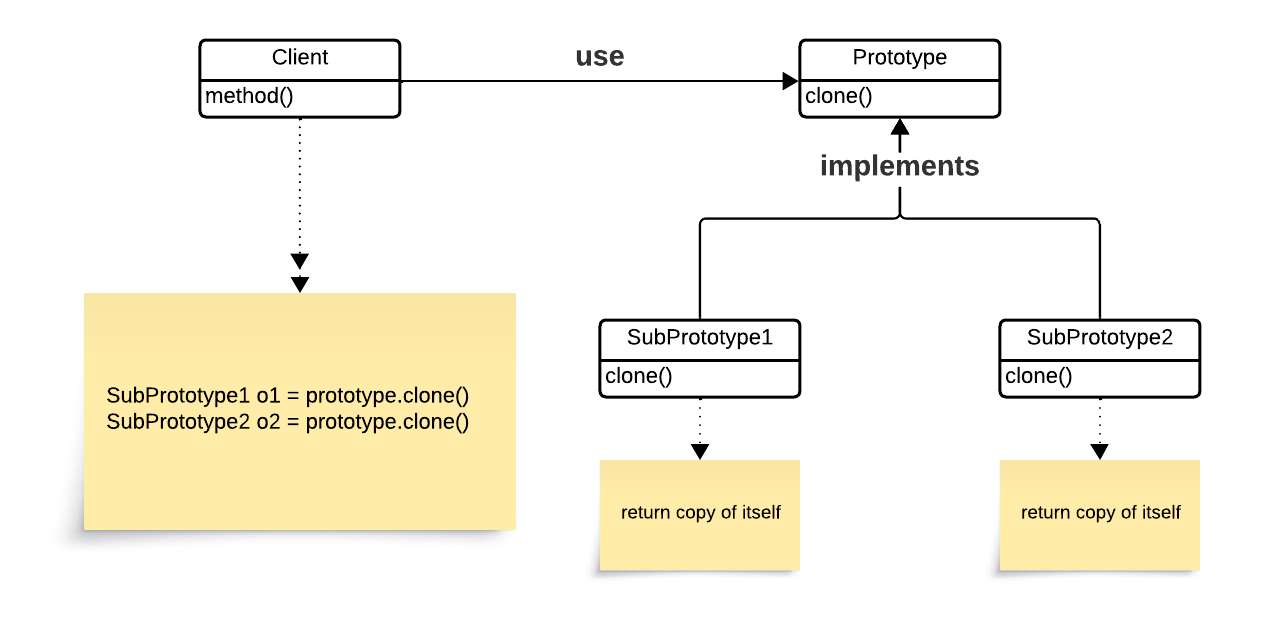 Client
method()
use
Prototype
clone()
implements
SubPrototype1
clone()
SubPrototype2
clone()
SubPrototype1 o1 = prototype.clone()
SubPrototype2 o2 = prototype.clone()
return copy of itself
return copy of itself